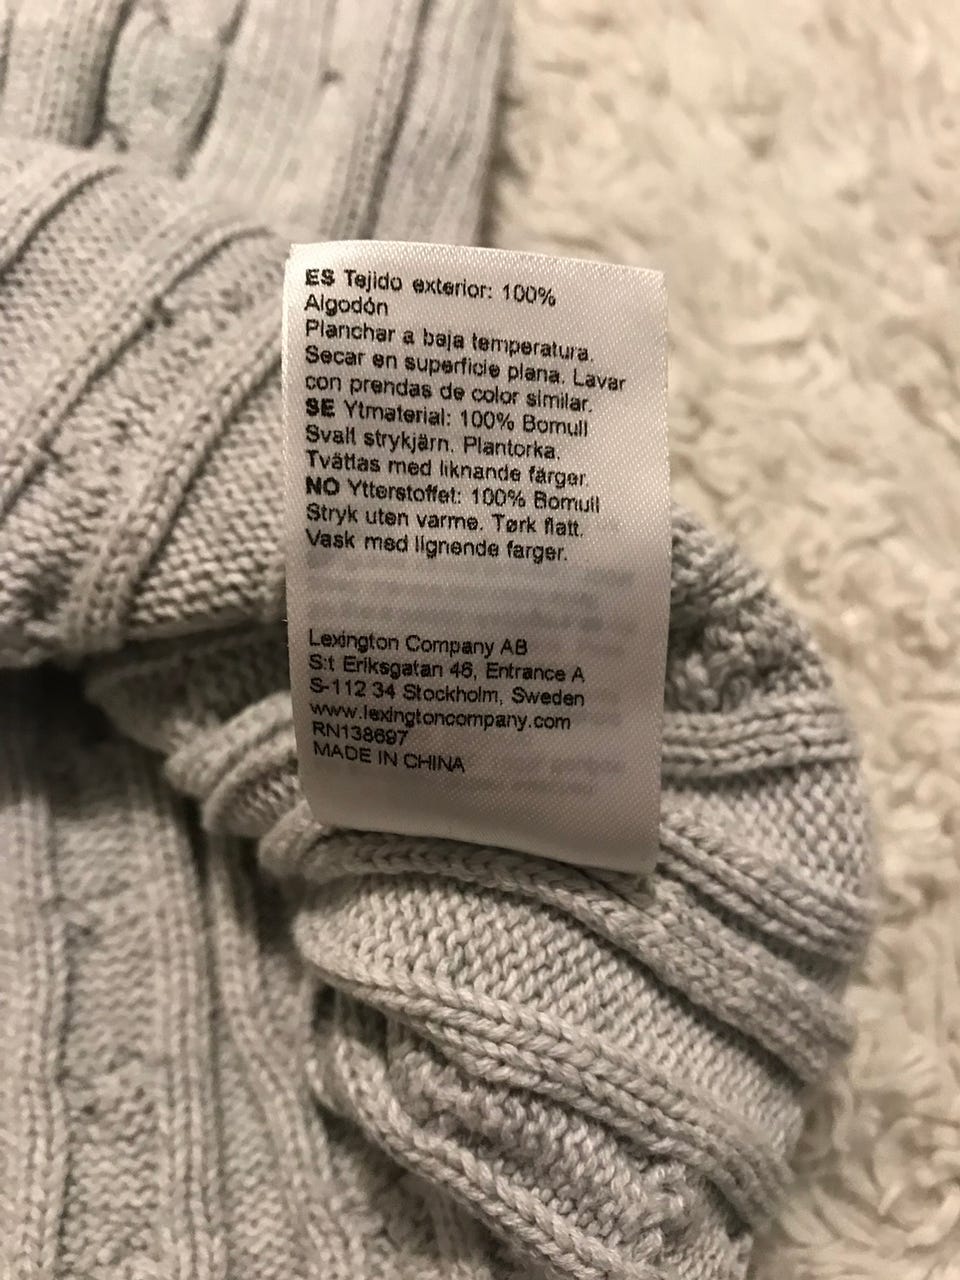 ES Tejido exterior: 100%
Algodón
Planchar a baja temperatura.
Secar en superficie plana. Lavar
con prendas de color similar.
SE Ytmaterial: 100% Bomull
Svalt strykjärn. Plantorka.
Tvättas med liknande färger.
NO Ytterstoffet: 100% Bomull
Stryk uten varme. Tørk flatt.
Vask med lignende farger.
Lexington Company AB
S:t Eriksgatan 46, Entrance A
S-112 34 Stockholm, Sweden
www.lexingtoncompany.com
RN138697
MADE IN CHINA